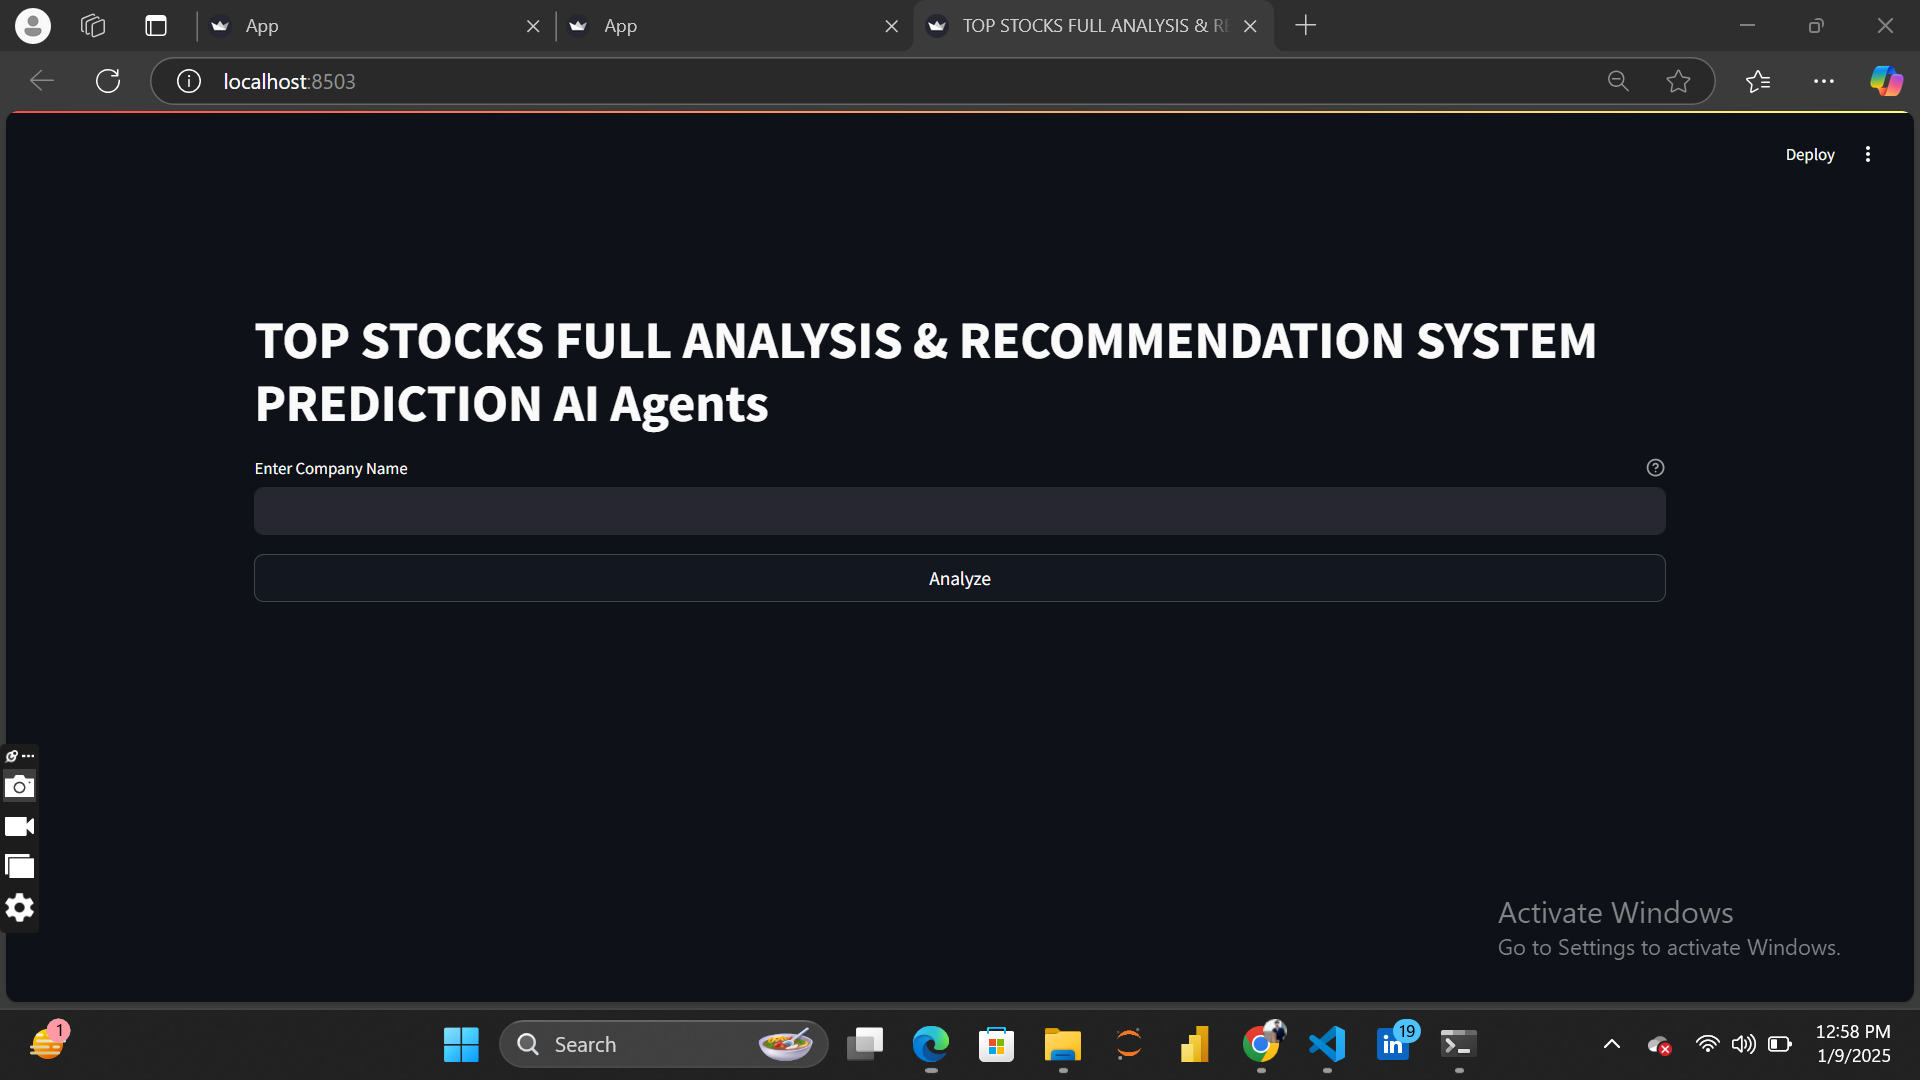 App
App
TOP STOCKS FULL ANALYSIS & RE
localhost:8503
Deploy
TOP STOCKS FULL ANALYSIS & RECOMMENDATION SYSTEM
PREDICTION AI Agents
Enter Company Name
Analyze
Activate Windows
Go to Settings to activate Windows.
1
Search
in
19
12:58 PM
1/9/2025